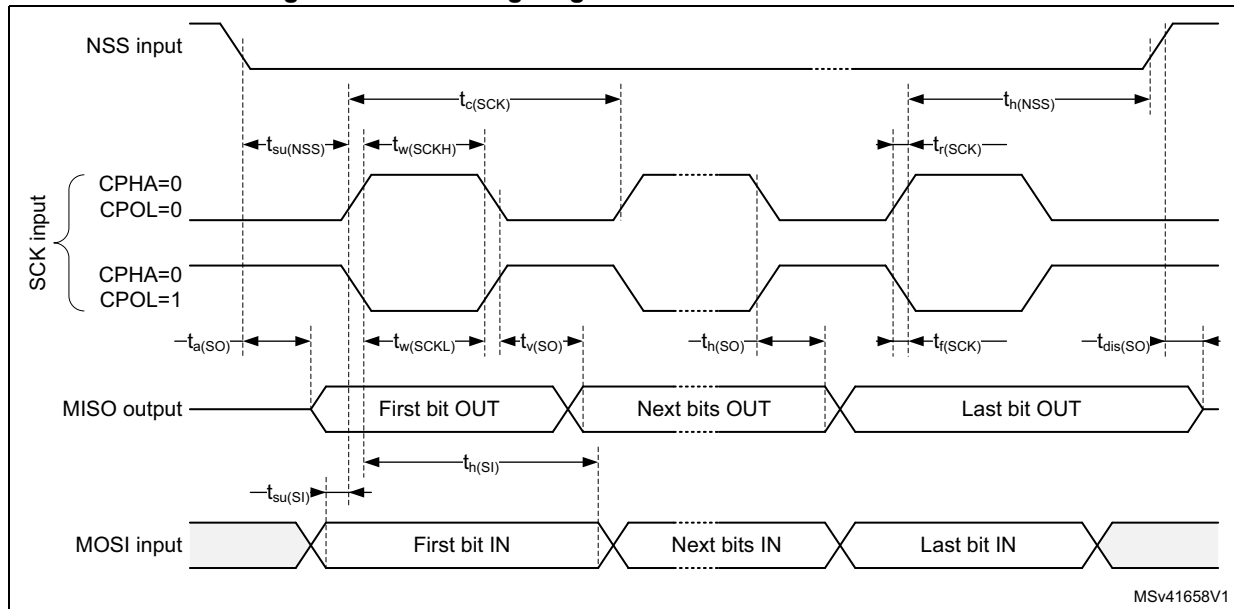 NSS input
tc(SCK)
th(NSS)
tsu(NSS)
tw(SCKH)
tr(SCK)
SCK input
CPHA=0
CPOL=0
CPHA=0
CPOL=1
ta(SO)
tw(SCKL)
tv(SO)
th(SO)
tf(SCK)
tdis(SO)
MISO output
First bit OUT
Next bits OUT
Last bit OUT
th(SI)
tsu(SI)
MOSI input
First bit IN
Next bits IN
Last bit IN
MSv41658V1